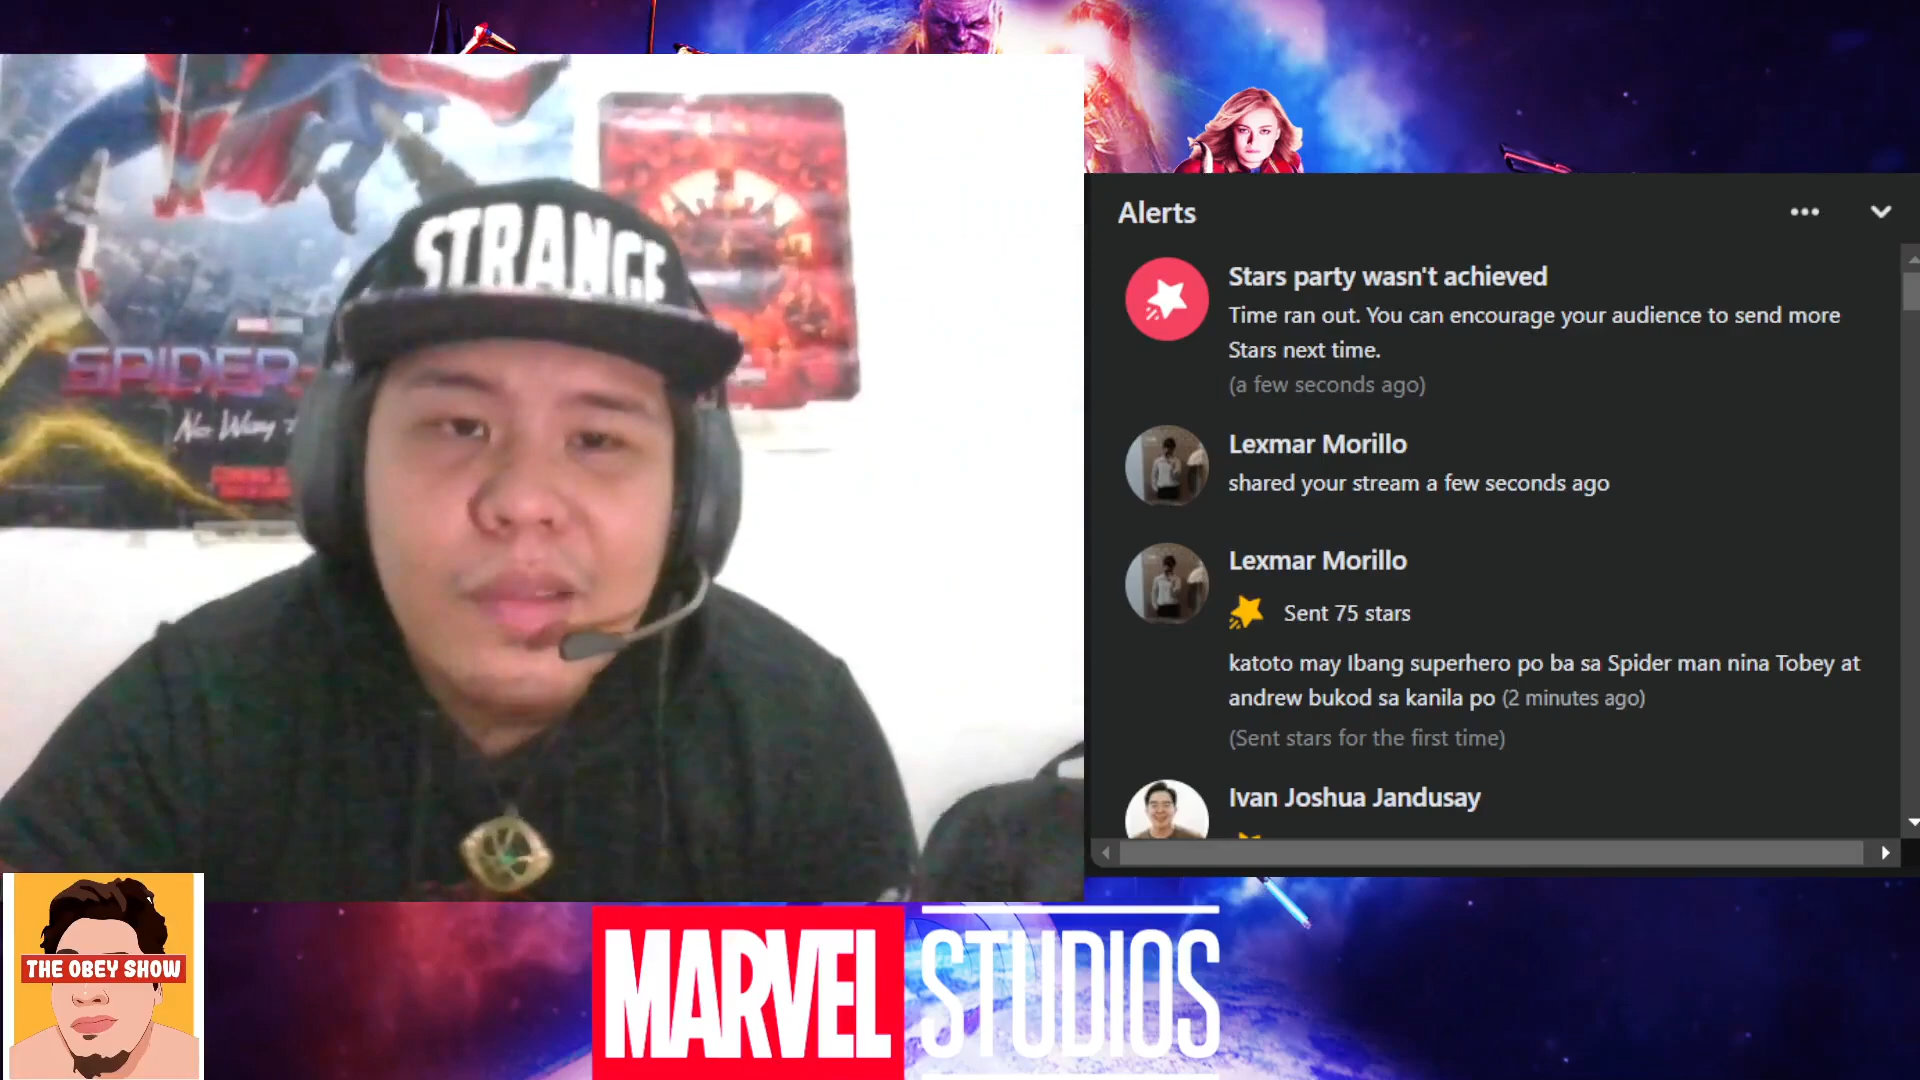 STRANGE
SPIDER-
No Way
Alerts
Stars party wasn't achieved
Time ran out. You can encourage your audience to send more
Stars next time.
(a few seconds ago)
Lexmar Morillo
shared your stream a few seconds ago
Lexmar Morillo
Sent 75 stars
katoto may Ibang superhero po ba sa Spider man nina Tobey at
andrew bukod sa kanila po (2 minutes ago)
(Sent stars for the first time)
Ivan Joshua Jandusay
THE OBEY SHOW
MARVEL STUDIOS